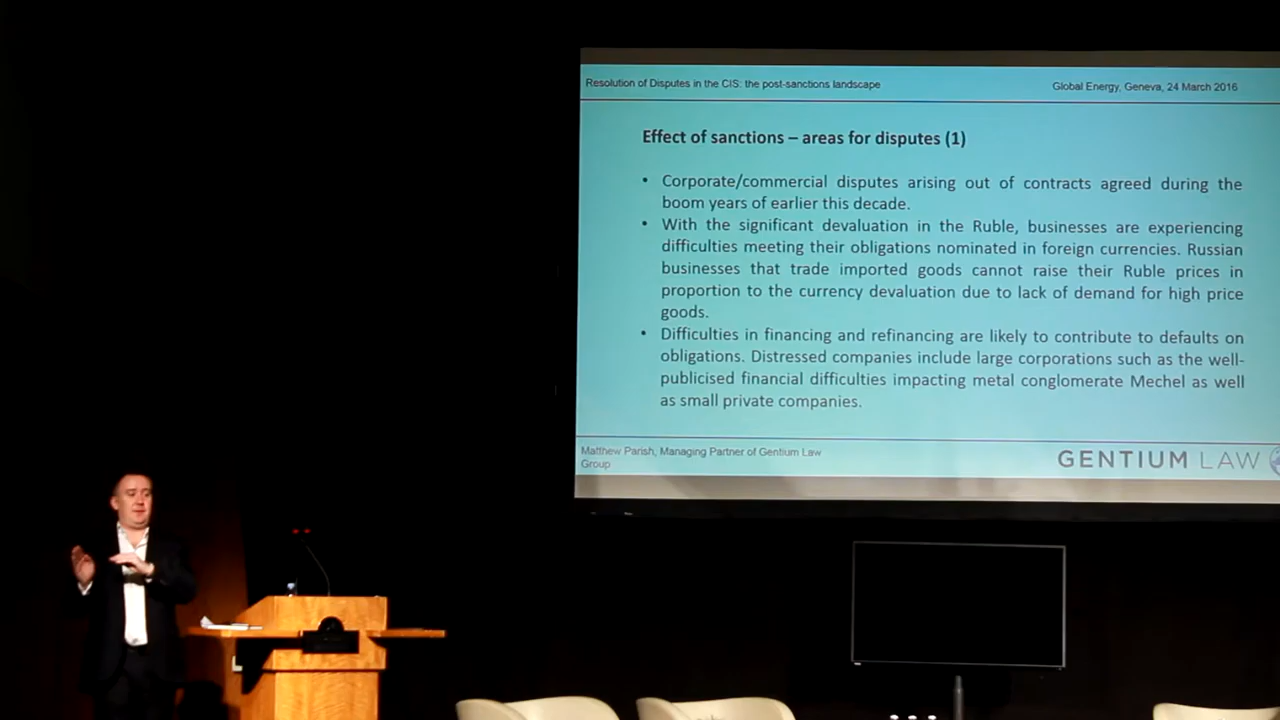 Resolution of Disputes in the CIS: the post-sanctions landscape
Global Energy, Geneva, 24 March 2016
Effect of sanctions – areas for disputes (1)
• Corporate/commercial disputes arising out of contracts agreed during the
boom years of earlier this decade.
• With the significant devaluation in the Ruble, businesses are experiencing
difficulties meeting their obligations nominated in foreign currencies. Russian
businesses that trade imported goods cannot raise their Ruble prices in
proportion to the currency devaluation due to lack of demand for high price
goods.
• Difficulties in financing and refinancing are likely to contribute to defaults on
obligations. Distressed companies include large corporations such as the well-
publicised financial difficulties impacting metal conglomerate Mechel as well
as small private companies.
Matthew Parish, Managing Partner of Gentium Law
Group
GENTIUM LAW